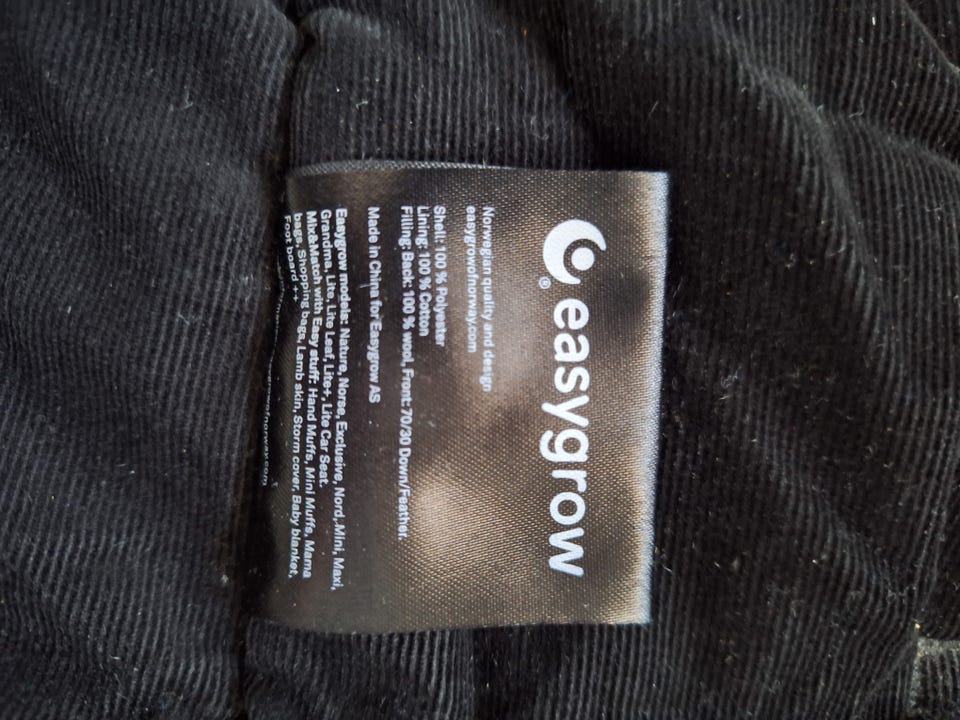 easygrow®
Norwegian quality and design
easygrowofnorway.com
Shell: 100 % Polyester
Lining: 100 % Cotton
Filling: Back: 100 % wool, Front: 70/30 Down/Feather.
Made in China for Easygrow AS
Easygrow models: Nature, Norse, Exclusive, Nord, Mini, Maxi,
Grandma, Lite, Lite Leaf, Lite+, Lite Car Seat.
Mix&Match with Easy stuff: Hand Muffs, Mini Muffs, Mama
bags, Shopping bags, Lamb skin, Storm cover, Baby blanket,
Foot board ++